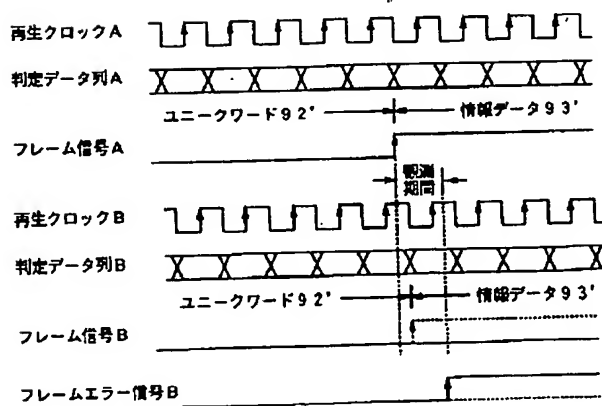 再生クロックA
判定データ列A
ユニークワード92' 情報データ93'
フレーム信号A
観測期間
再生クロックB
判定データ列B
ユニークワード92' 情報データ93'
フレーム信号B
フレームエラー信号B